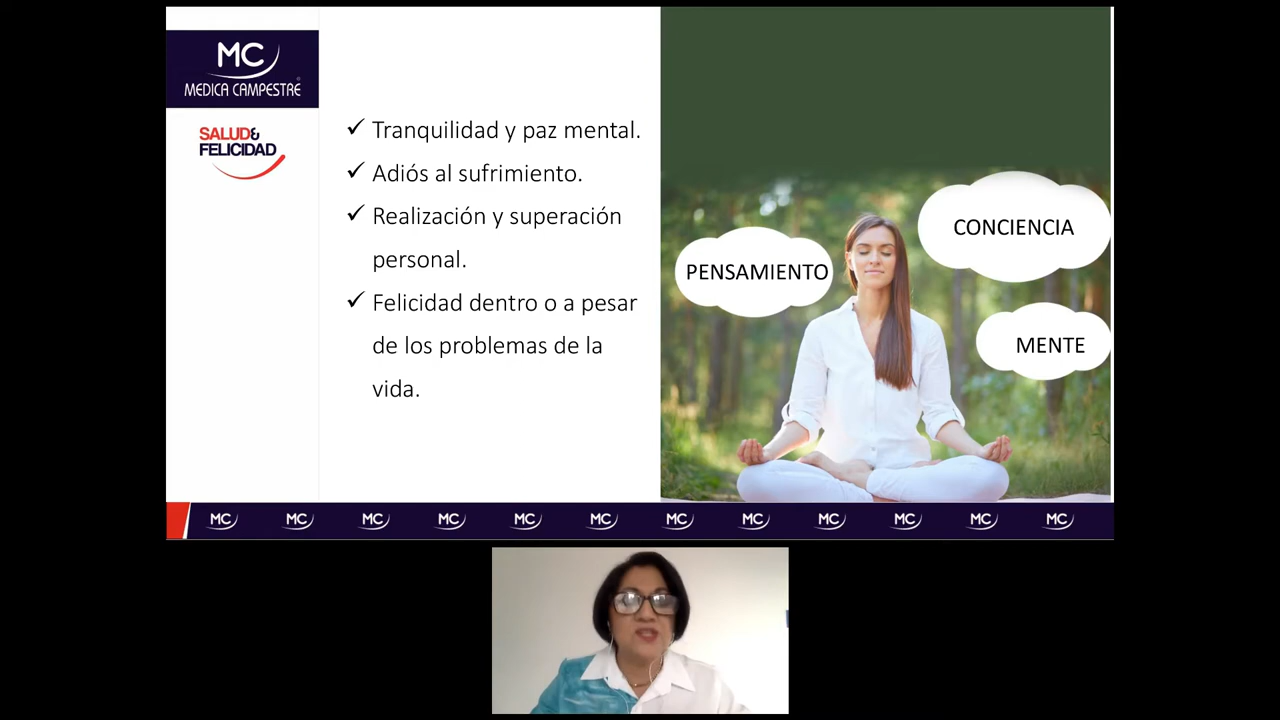 MC
MEDICA CAMPESTRE
SALUD&
FELICIDAD
✓ Tranquilidad y paz mental.
✓ Adiós al sufrimiento.
✓ Realización y superación
personal.
✓ Felicidad dentro o a pesar
de los problemas de la
vida.
CONCIENCIA
PENSAMIENTO
MENTE
MC MC MC MC MC MC MC MC MC MC MC MC